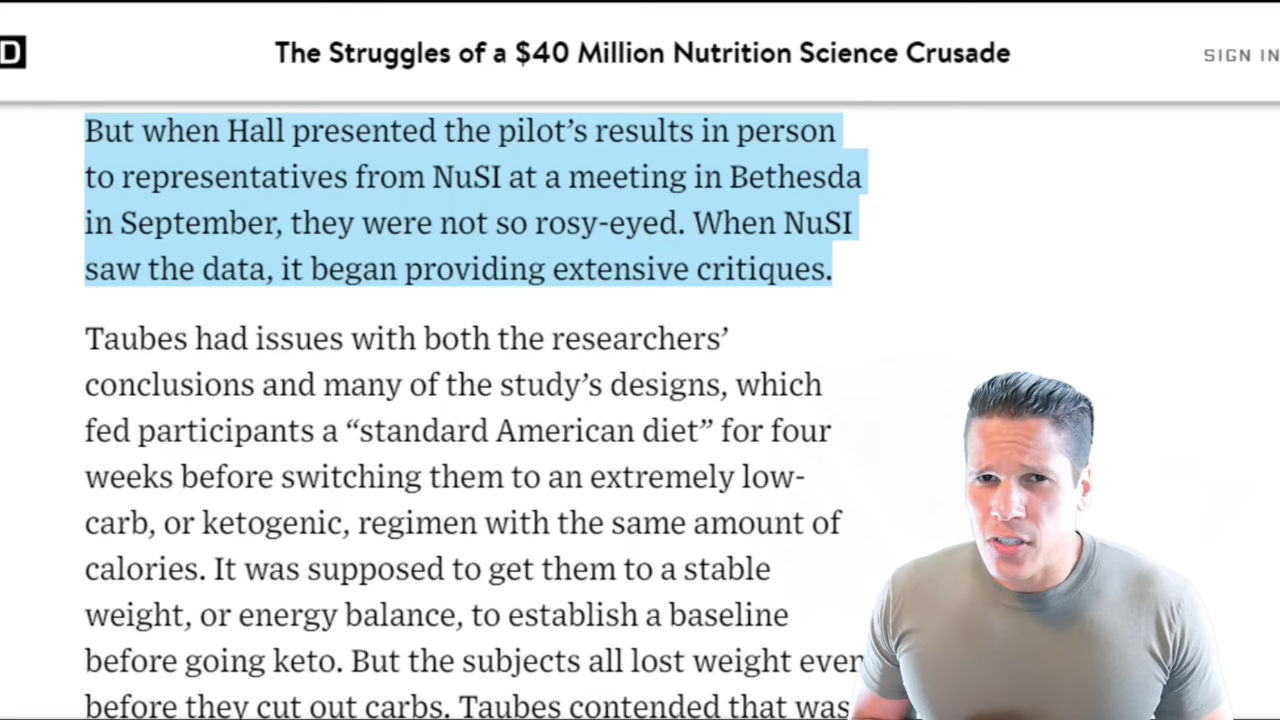 D
The Struggles of a $40 Million Nutrition Science Crusade
SIGN IN
But when Hall presented the pilot’s results in person
to representatives from NuSI at a meeting in Bethesda
in September, they were not so rosy-eyed. When NuSI
saw the data, it began providing extensive critiques.
Taubes had issues with both the researchers’
conclusions and many of the study’s designs, which
fed participants a “standard American diet” for four
weeks before switching them to an extremely low-
carb, or ketogenic, regimen with the same amount of
calories. It was supposed to get them to a stable
weight, or energy balance, to establish a baseline
before going keto. But the subjects all lost weight even
before they cut out carbs. Taubes contended that was